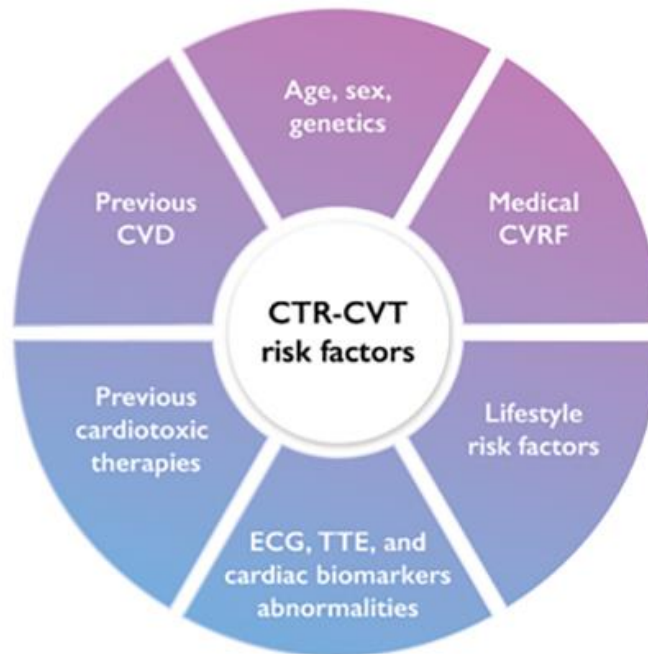 Age, sex,
genetics
Previous
CVD
Medical
CVRF
CTR-CVT
risk factors
Previous
cardiotoxic
therapies
Lifestyle
risk factors
ECG, TTE, and
cardiac biomarkers
abnormalities